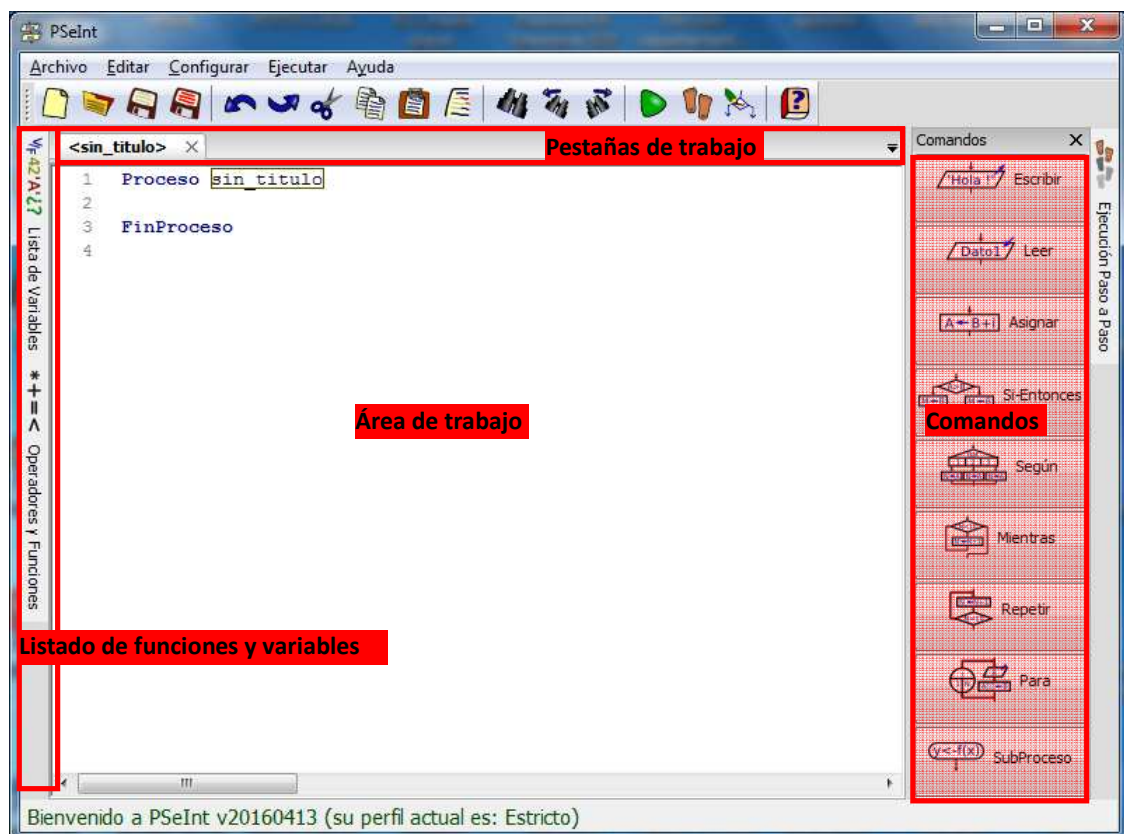 PSeInt
Archivo Editar Configurar Ejecutar Ayuda
<sin_titulo>
Pestañas de trabajo
1 Proceso sin_titulo
2
3 FinProceso
4
Lista de Variables
Operadores y Funciones
Área de trabajo
Listado de funciones y variables
Comandos
'Hola !' Escribir
Dato1 Leer
A←B+i Asignar
Si-Entonces
Comandos
Según
Mientras
Repetir
Para
y<-f(x) SubProceso
Ejecución Paso a Paso
Bienvenido a PSeInt v20160413 (su perfil actual es: Estricto)